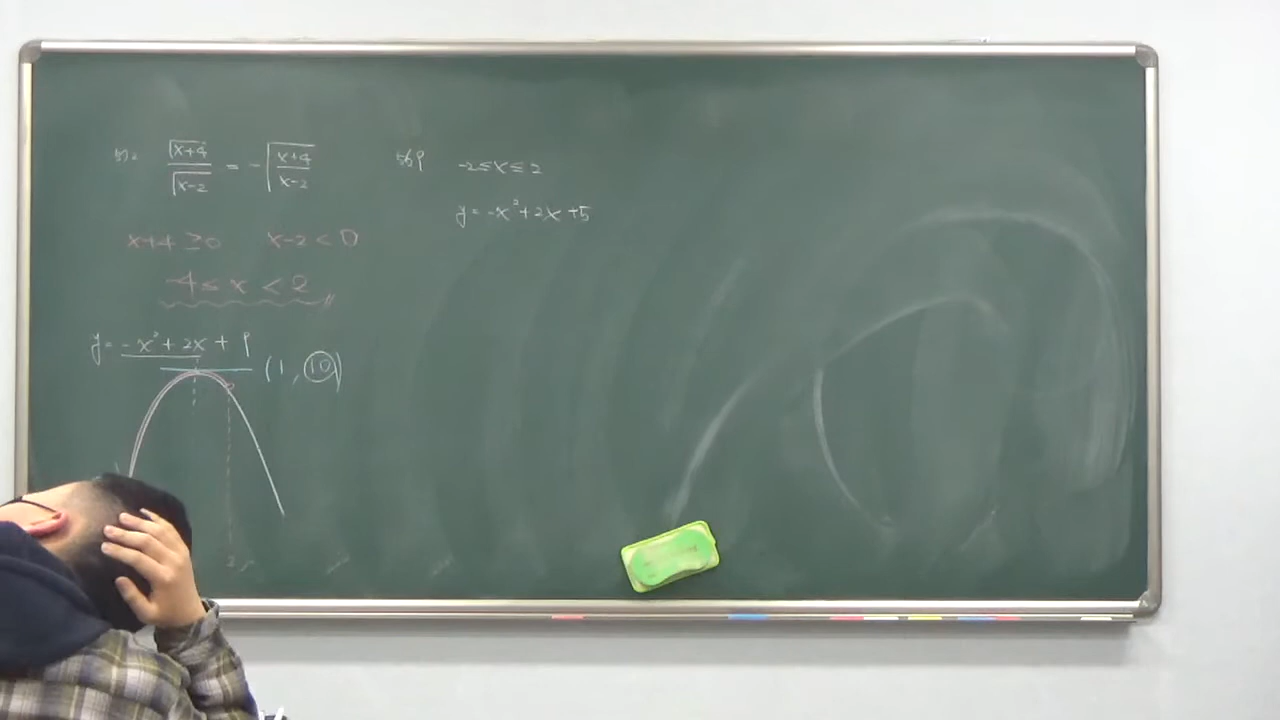 √(x+4)/√(x-2) = -√((x+4)/(x-2))
x+4 ≥ 0 x-2 < 0
-4 ≤ x < 2
y = -x²+2x+9
(1, 10)
2
569 -2≤x≤2
y = -x²+2x+5